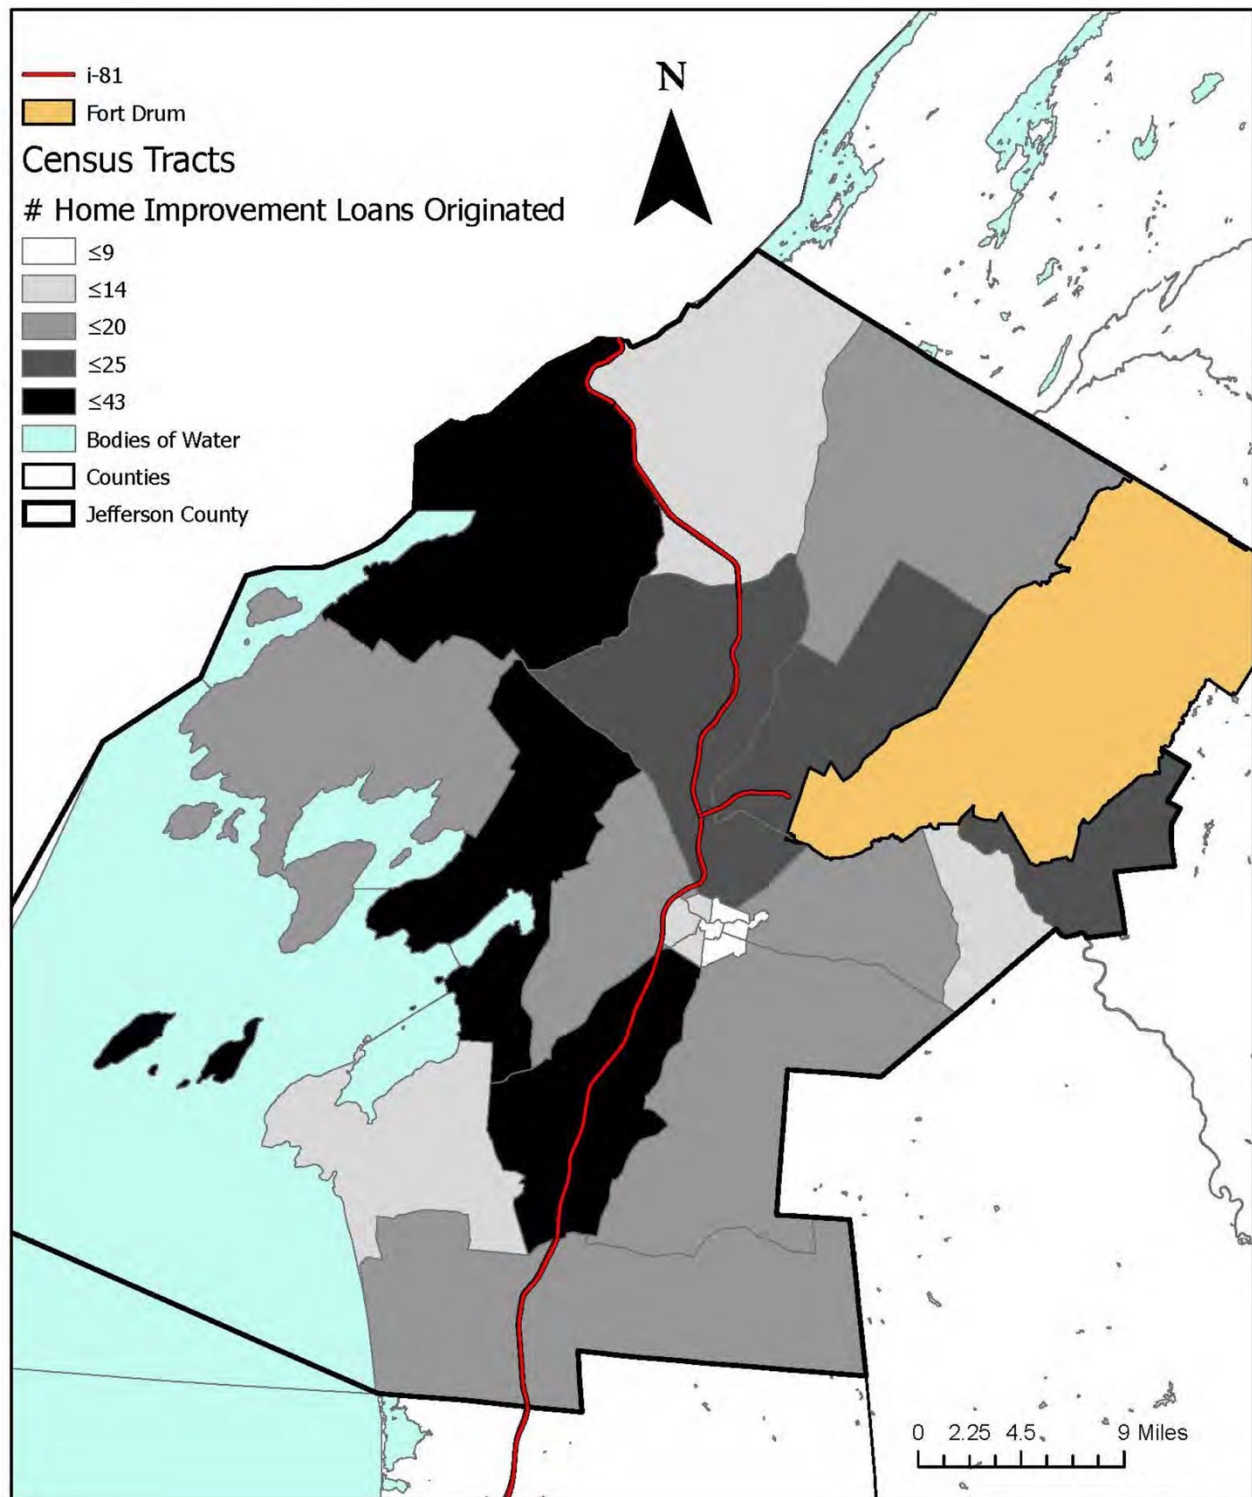 N
i-81
Fort Drum
Census Tracts
# Home Improvement Loans Originated
≤9
≤14
≤20
≤25
≤43
Bodies of Water
Counties
Jefferson County
0 2.25 4.5 9 Miles